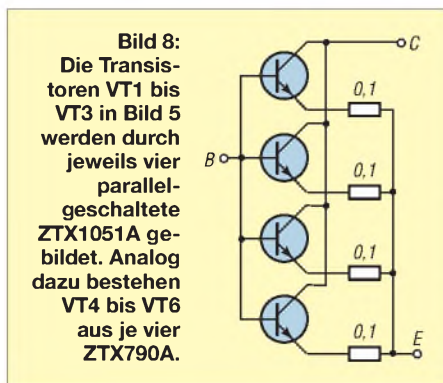 Bild 8:
Die Transis-
toren VT1 bis
VT3 in Bild 5
werden durch
jeweils vier
parallel-
geschaltete
ZTX1051A ge-
bildet. Analog
dazu bestehen
VT4 bis VT6
aus je vier
ZTX790A.
C
0,1
B
0,1
0,1
0,1
E